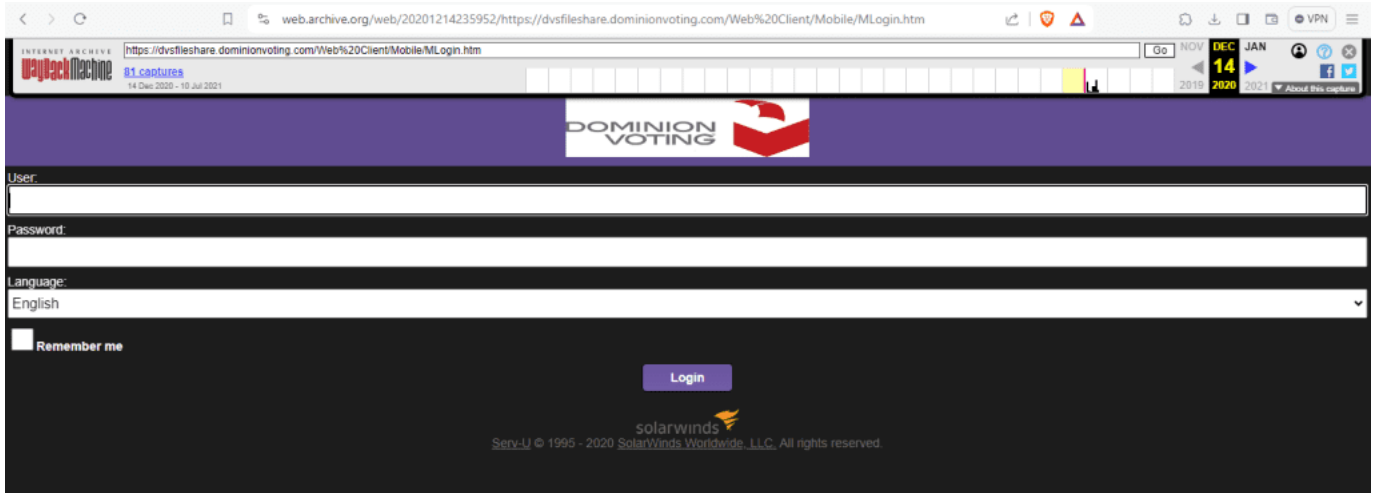 web.archive.org/web/20201214235952/https://dvsfileshare.dominionvoting.com/Web%20Client/Mobile/MLogin.htm
VPN
INTERNET ARCHIVE
WayBackMachine
https://dvsfileshare.dominionvoting.com/Web%20Client/Mobile/MLogin.htm
Go
NOV DEC JAN
81 captures
14
14 Dec 2020 - 10 Jul 2021
2019 2020 2021
About this capture
DOMINION
VOTING
User:
Password:
Language:
English
Remember me
Login
solarwinds
Serv-U © 1995 - 2020 SolarWinds Worldwide, LLC. All rights reserved.